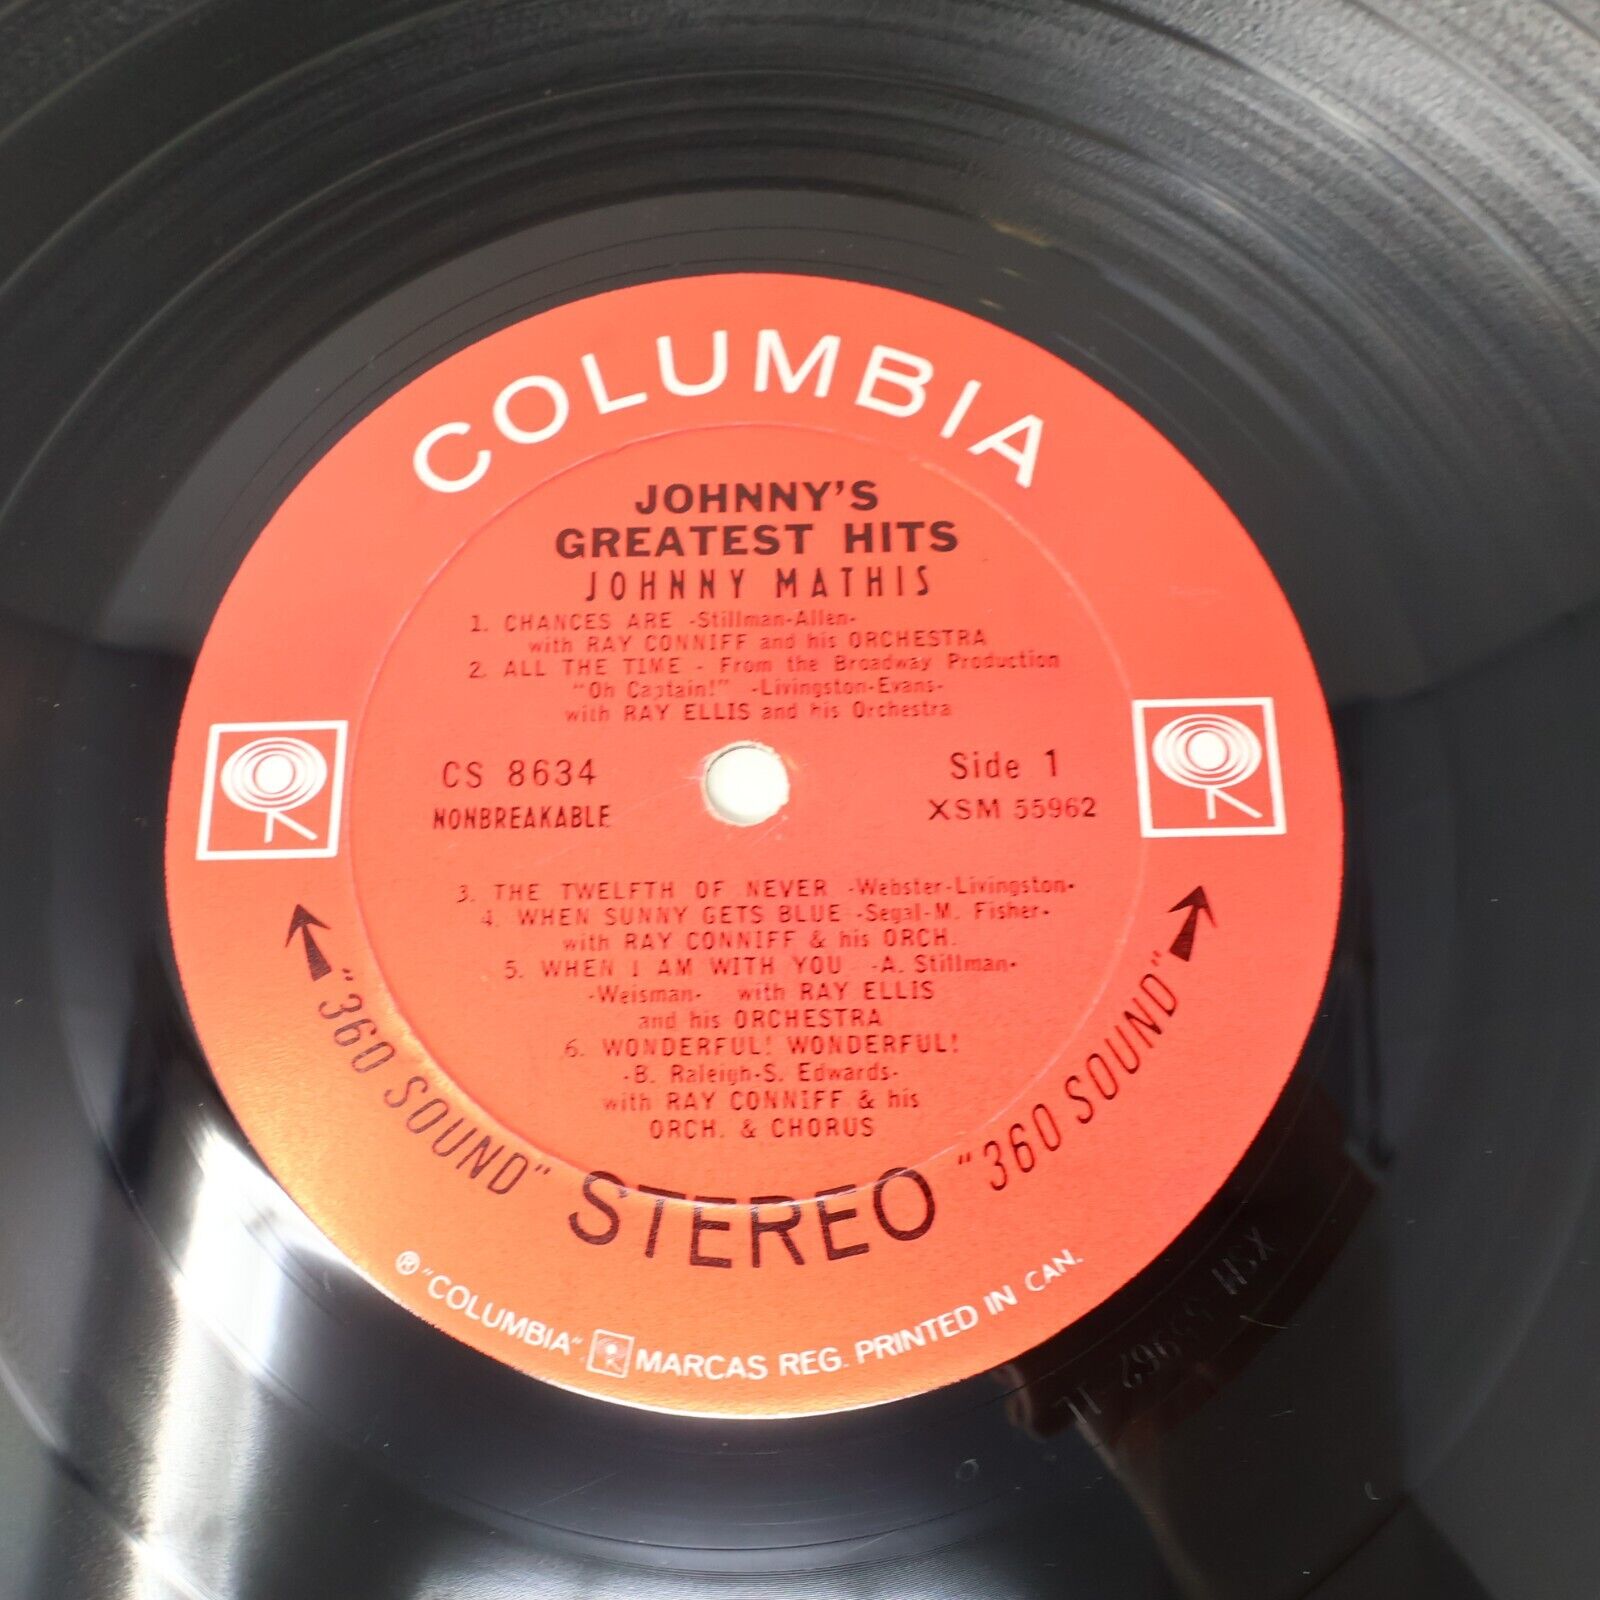 COLUMBIA
JOHNNY'S
GREATEST HITS
JOHNNY MATHIS
1. CHANCES ARE -Stillman-Allen-
with RAY CONNIFF and his ORCHESTRA
2. ALL THE TIME - From the Broadway Production
"Oh Captain!" -Livingston-Evans-
with RAY ELLIS and his Orchestra
CS 8634
NONBREAKABLE
Side 1
XSM 55962
3. THE TWELFTH OF NEVER -Webster-Livingston-
4. WHEN SUNNY GETS BLUE -Segal-M. Fisher-
with RAY CONNIFF & his ORCH.
5. WHEN I AM WITH YOU -A. Stillman-
-Weisman- with RAY ELLIS
and his ORCHESTRA
6. WONDERFUL! WONDERFUL!
-B. Raleigh-S. Edwards-
with RAY CONNIFF & his
ORCH. & CHORUS
"360 SOUND" STEREO "360 SOUND"
® "COLUMBIA" MARCAS REG. PRINTED IN CAN.
XSM 55962-1L